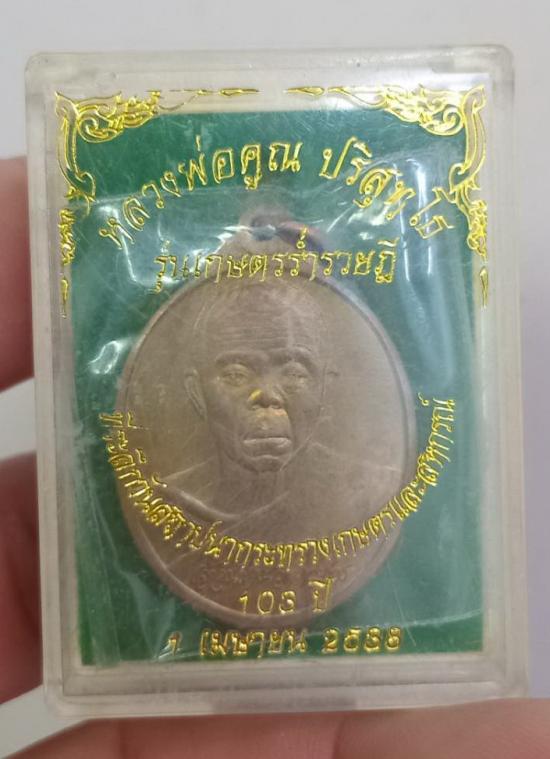 หลวงพ่อคูณ ปริสุทฺโธ
รุ่นเกษตรร่ำรวยดี
ที่ระลึกวันสถาปนากระทรวงเกษตรและสหกรณ์
103 ปี
1 เมษายน 2538